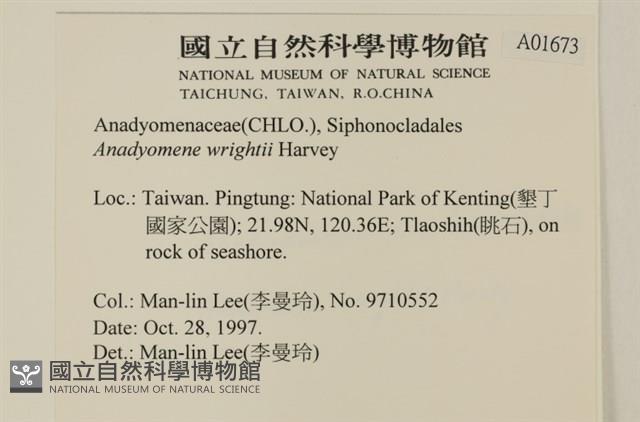 國立自然科學博物館
A01673
NATIONAL MUSEUM OF NATURAL SCIENCE
TAICHUNG, TAIWAN, R.O.CHINA
Anadyomenaceae(CHLO.), Siphonocladales
Anadyomene wrightii Harvey
Loc.: Taiwan. Pingtung: National Park of Kenting(墾丁
國家公園); 21.98N, 120.36E; Tlaoshih(眺石), on
rock of seashore.
Col.: Man-lin Lee(李曼玲), No. 9710552
Date: Oct. 28, 1997.
Det.: Man-lin Lee(李曼玲)
國立自然科學博物館
NATIONAL MUSEUM OF NATURAL SCIENCE